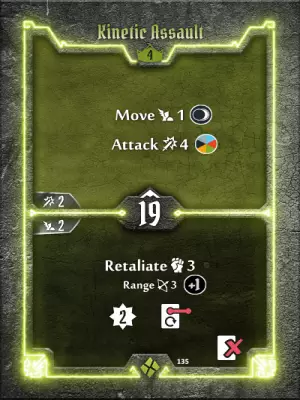 Kinetic Assault
4
Move 1
Attack 4
2
19
2
Retaliate 3
Range 3 +1
2
135